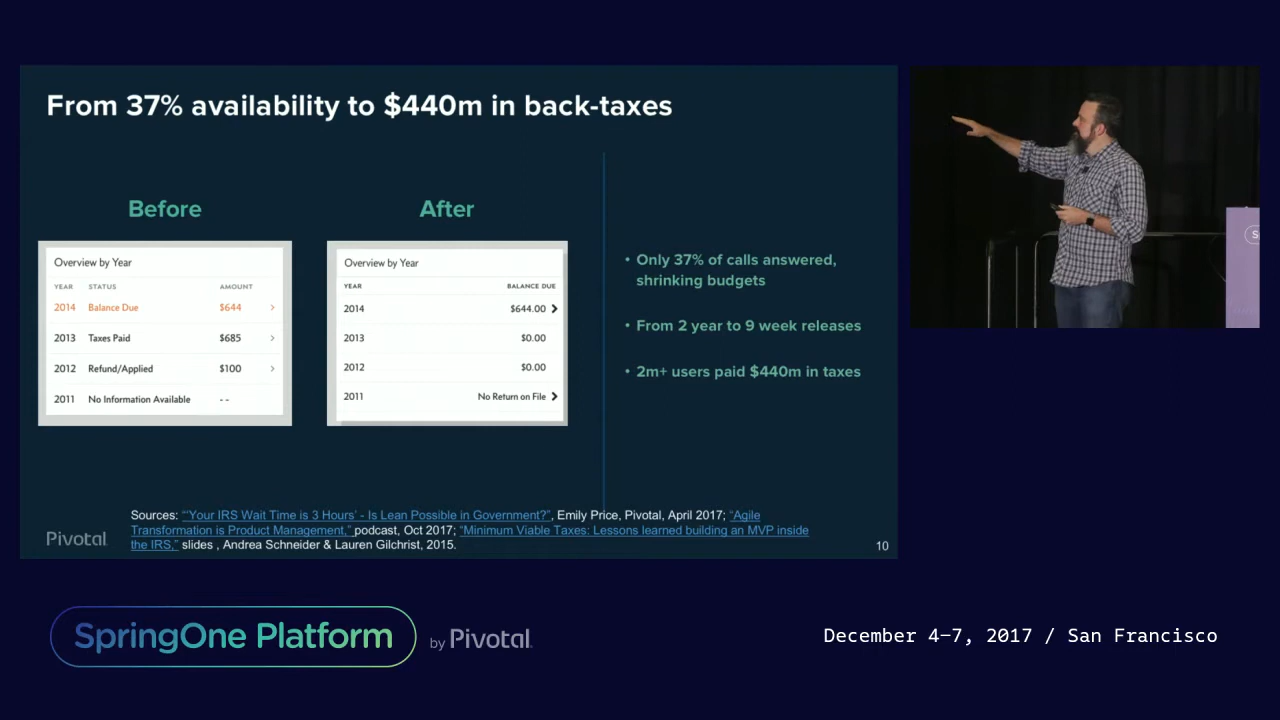 From 37% availability to $440m in back-taxes
Before
After
Overview by Year
YEAR STATUS AMOUNT
2014 Balance Due $644 >
2013 Taxes Paid $685 >
2012 Refund/Applied $100 >
2011 No Information Available - -
Overview by Year
YEAR BALANCE DUE
2014 $644.00 >
2013 $0.00
2012 $0.00
2011 No Return on File >
• Only 37% of calls answered,
shrinking budgets
• From 2 year to 9 week releases
• 2m+ users paid $440m in taxes
Sources: “‘Your IRS Wait Time is 3 Hours’ - Is Lean Possible in Government?”, Emily Price, Pivotal, April 2017; “Agile
Transformation is Product Management,” podcast, Oct 2017; “Minimum Viable Taxes: Lessons learned building an MVP inside
the IRS,” slides , Andrea Schneider & Lauren Gilchrist, 2015.
Pivotal
10
SpringOne Platform by Pivotal.
December 4–7, 2017 / San Francisco